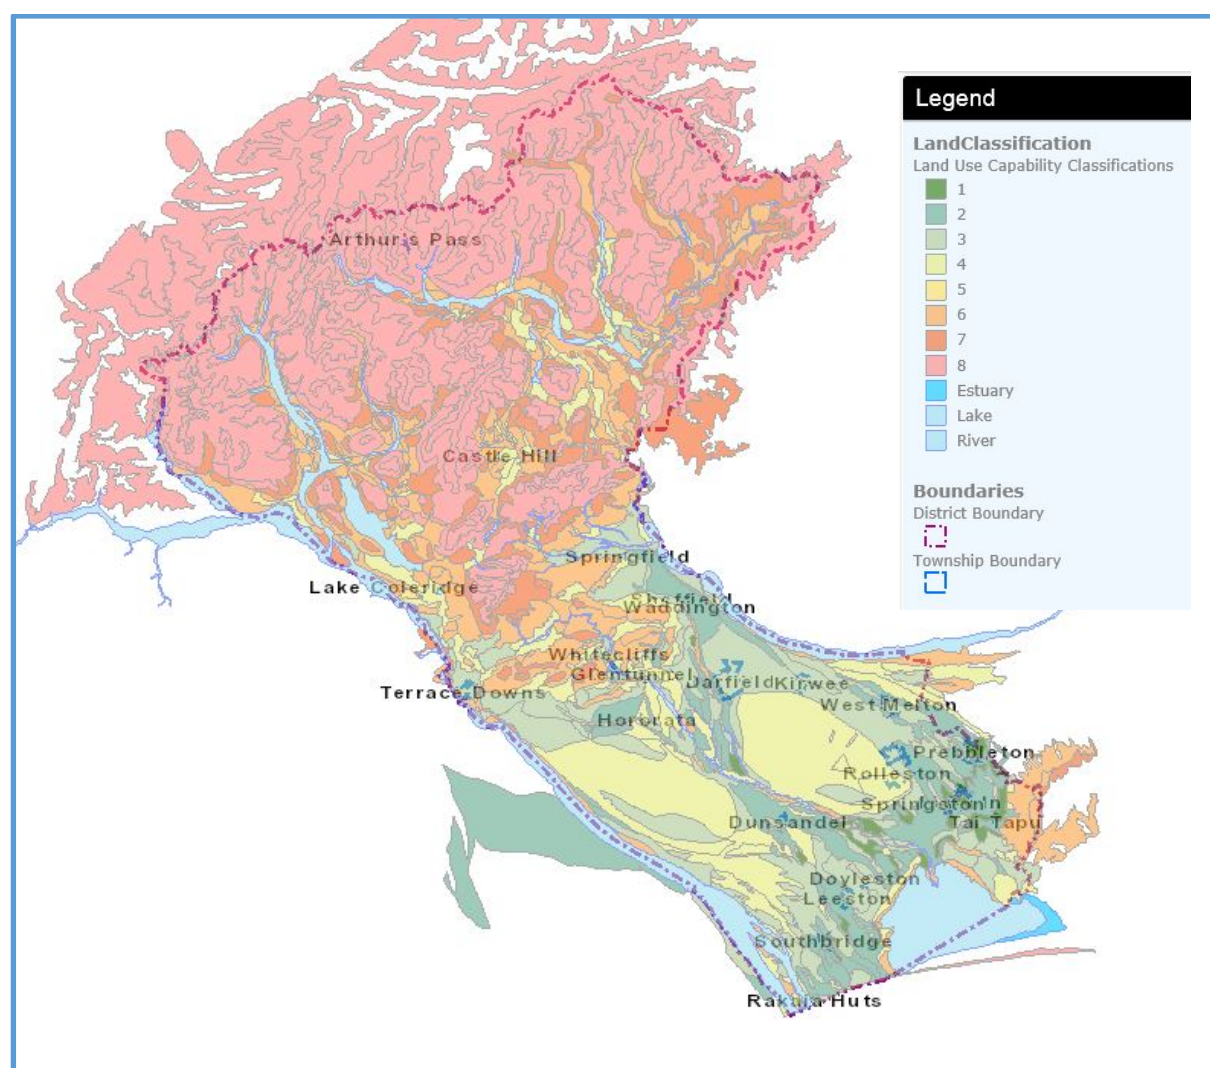 Legend
LandClassification
Land Use Capability Classifications
1
2
3
4
5
6
7
8
Estuary
Lake
River
Boundaries
District Boundary
Township Boundary
Arthur's Pass
Castle Hill
Springfield
Lake Coleridge
Sheffield
Waddington
Whitecliffs
Glentunnel
Darfield
Kirwee
Terrace Downs
West Melton
Hororata
Prebbleton
Rolleston
Springston
Tai Tapu
Dunsandel
Doyleston
Leeston
Southbridge
Rakaia Huts